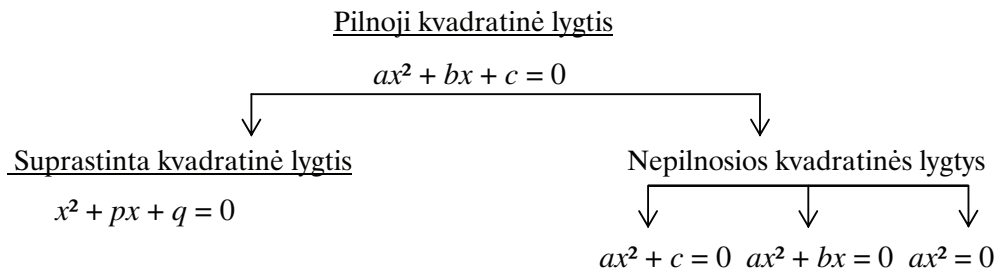 Pilnoji kvadratinė lygtis
ax² + bx + c = 0
Suprastinta kvadratinė lygtis
Nepilnosios kvadratinės lygtys
x² + px + q = 0
ax² + c = 0 ax² + bx = 0 ax² = 0